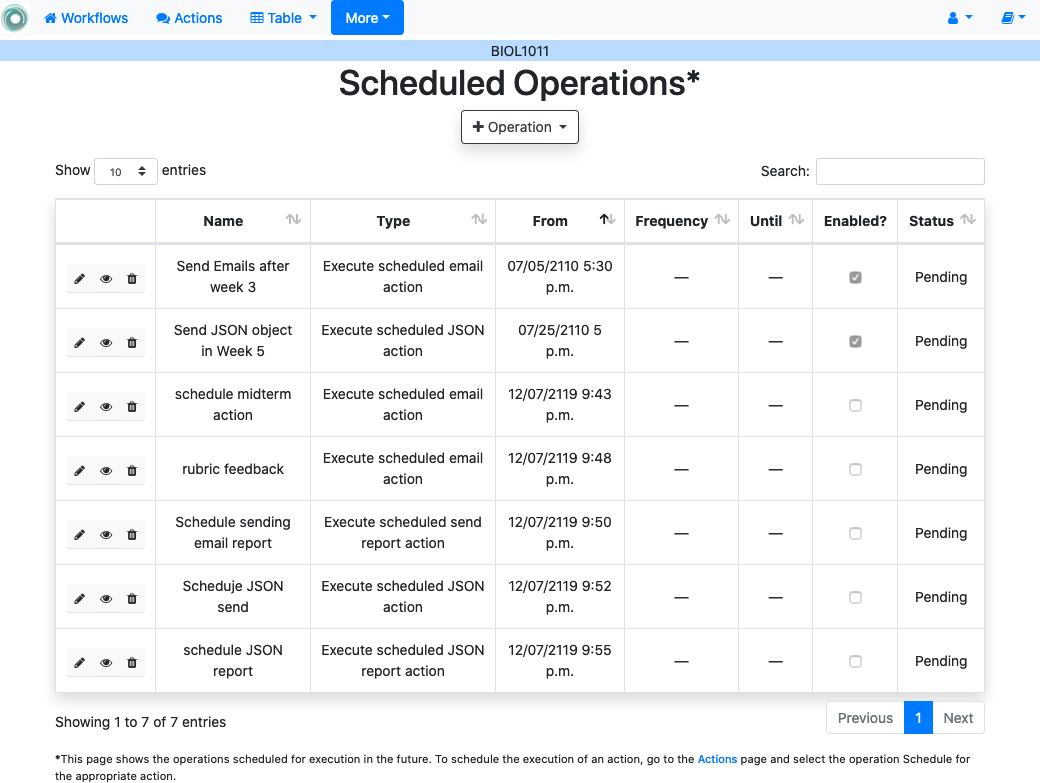 Workflows Actions Table More
BIOL1011
Scheduled Operations*
Operation
Show 10 entries Search:
Name Type From Frequency Until Enabled? Status
Send Emails after Execute scheduled email 07/05/2110 5:30
week 3 action p.m. — — Pending
Send JSON object Execute scheduled JSON 07/25/2110 5
in Week 5 action p.m. — — Pending
schedule midterm Execute scheduled email 12/07/2119 9:43
action action p.m. — — Pending
rubric feedback Execute scheduled email 12/07/2119 9:48
action p.m. — — Pending
Schedule sending Execute scheduled send 12/07/2119 9:50
email report report action p.m. — — Pending
Scheduje JSON Execute scheduled JSON 12/07/2119 9:52
send action p.m. — — Pending
schedule JSON Execute scheduled JSON 12/07/2119 9:55
report report action p.m. — — Pending
Showing 1 to 7 of 7 entries Previous 1 Next
*This page shows the operations scheduled for execution in the future. To schedule the execution of an action, go to the Actions page and select the operation Schedule for
the appropriate action.